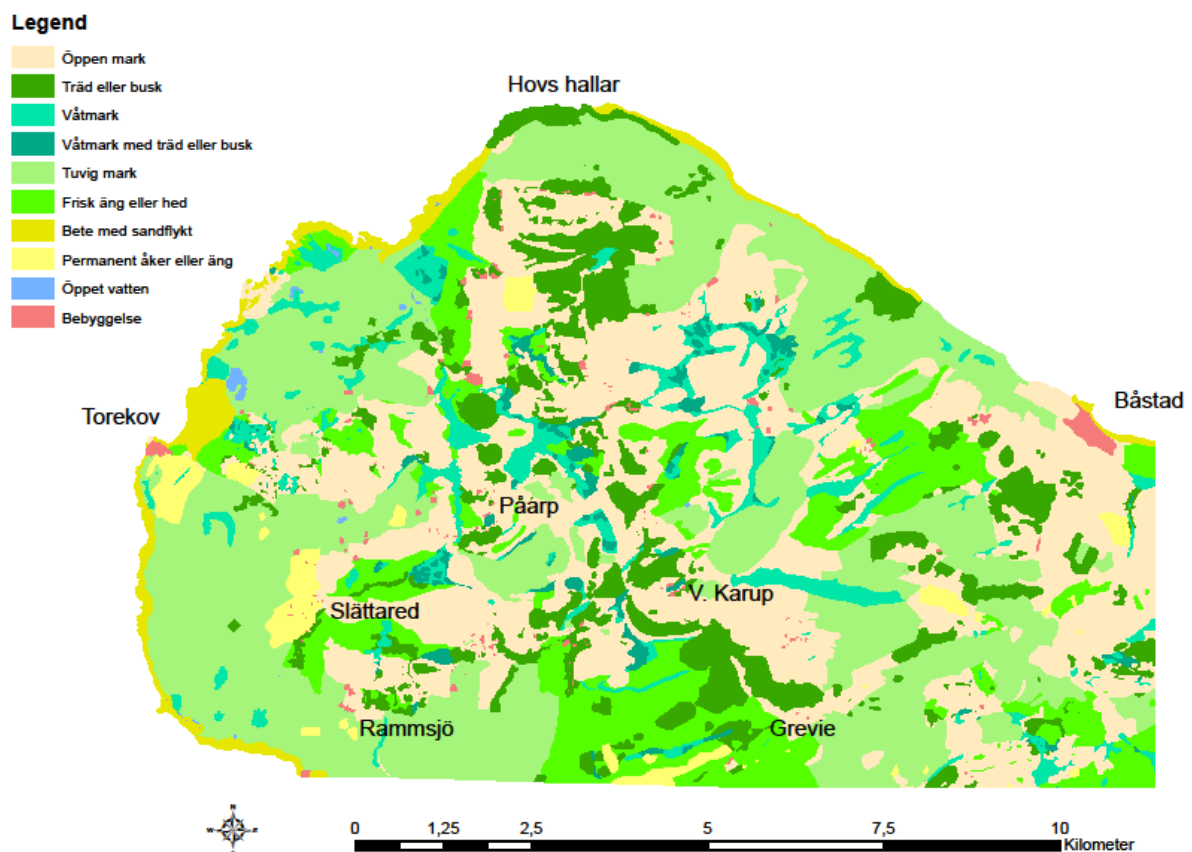 Legend
Öppen mark
Träd eller busk
Våtmark
Våtmark med träd eller busk
Tuvig mark
Frisk äng eller hed
Bete med sandflykt
Permanent åker eller äng
Öppet vatten
Bebyggelse
Hovs hallar
Torekov
Båstad
Påarp
V. Karup
Slättared
Rammsjö
Grevie
N
W E
S
0 1,25 2,5 5 7,5 10
Kilometer